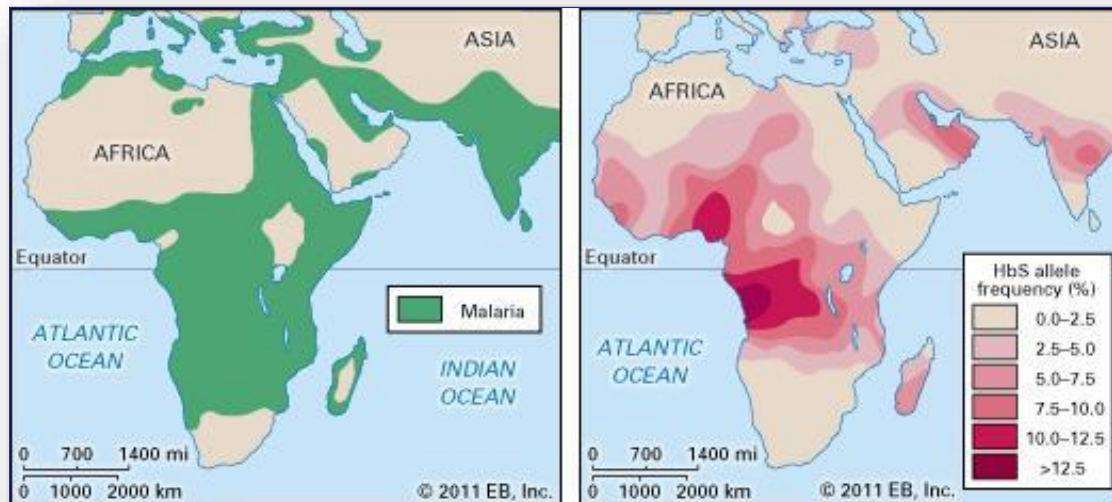 ASIA
AFRICA
Equator
Malaria
ATLANTIC
OCEAN
INDIAN
OCEAN
0 700 1400 mi
0 1000 2000 km
© 2011 EB, Inc.
ASIA
AFRICA
Equator
ATLANTIC
OCEAN
HbS allele
frequency (%)
0.0–2.5
2.5–5.0
5.0–7.5
7.5–10.0
10.0–12.5
>12.5
0 700 1400 mi
0 1000 2000 km
© 2011 EB, Inc.